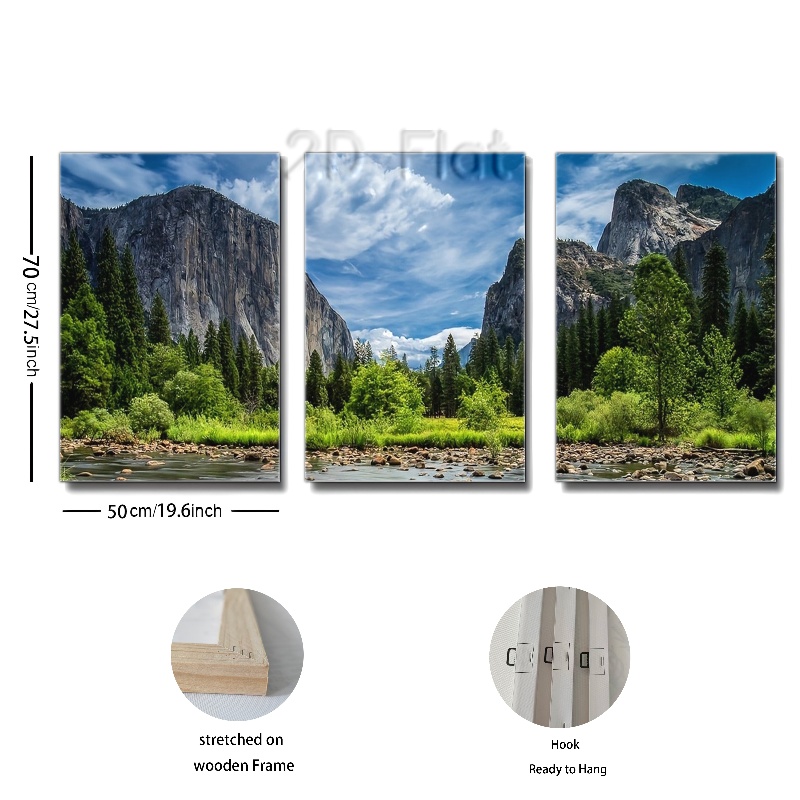 2D Flat
70 cm/27.5inch
50cm/19.6inch
stretched on
wooden Frame
Hook
Ready to Hang